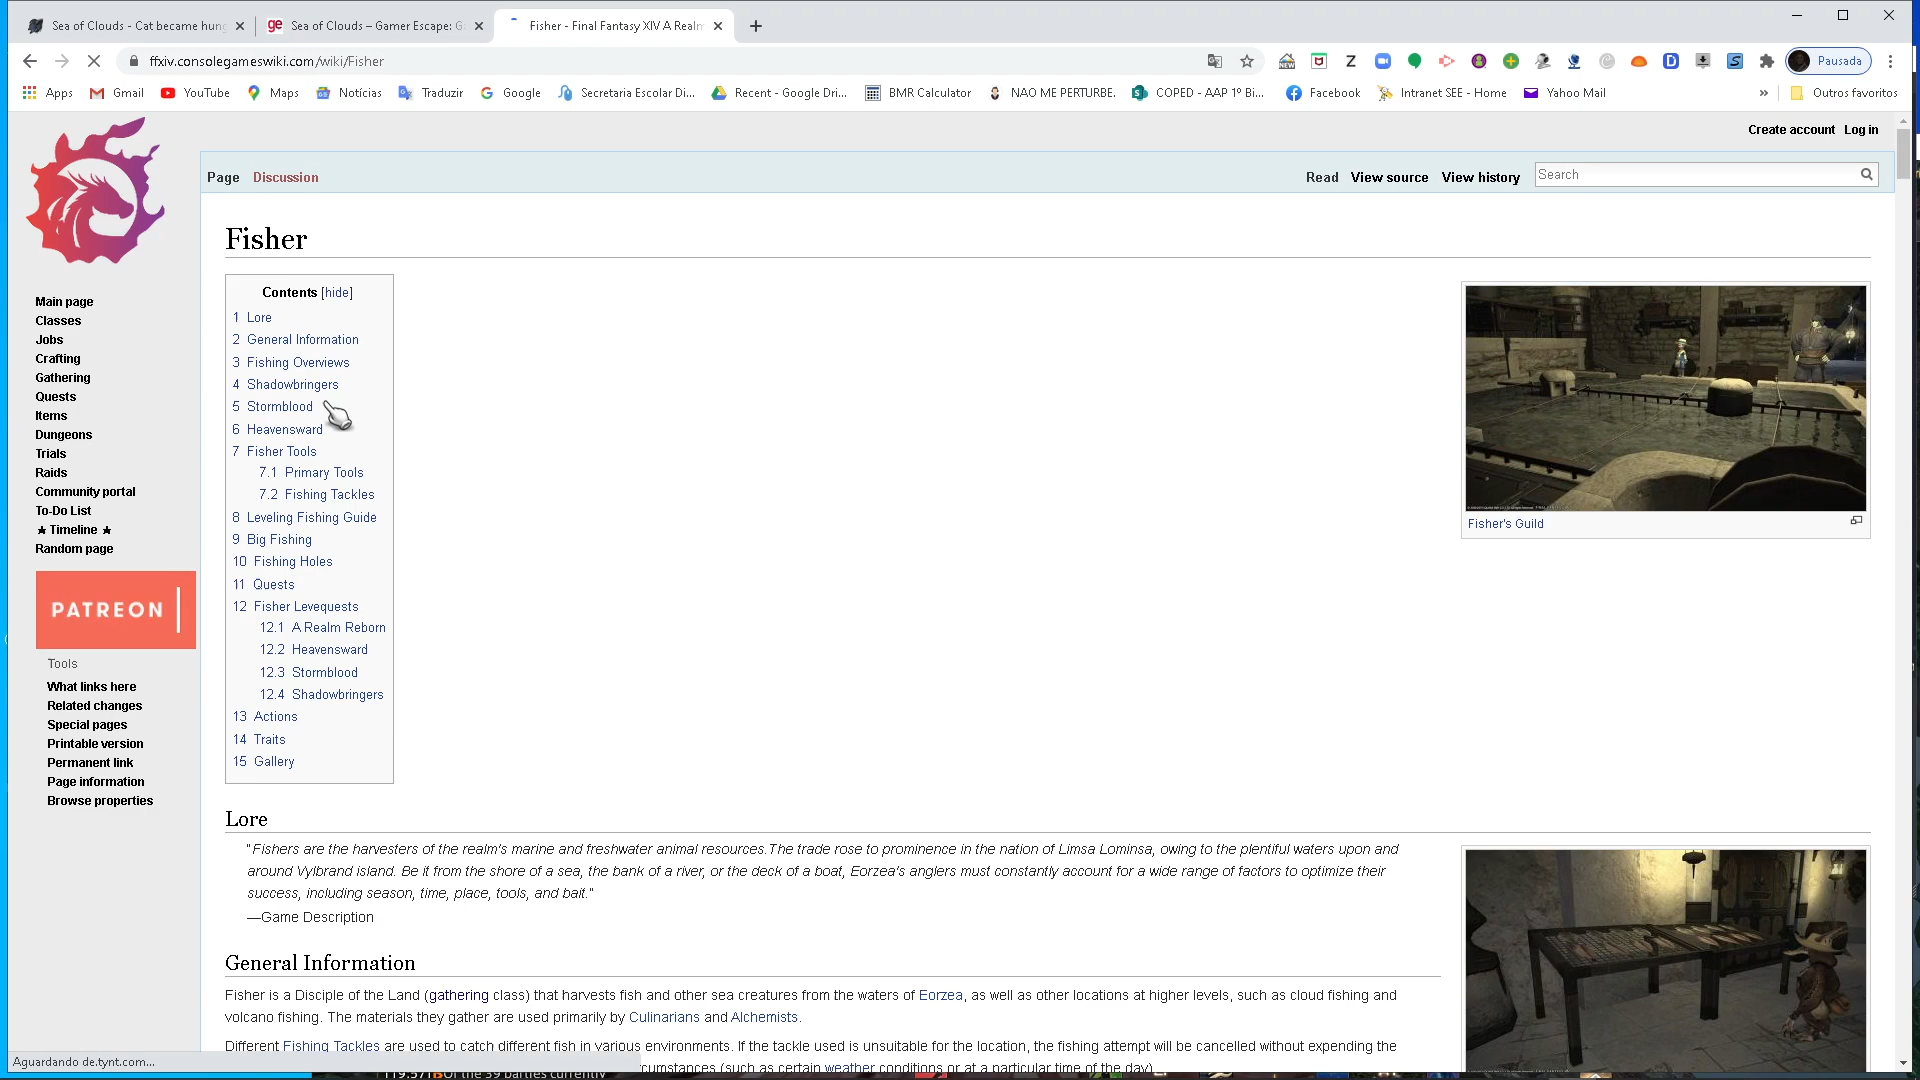 Sea of Clouds - Cat became hung
Sea of Clouds – Gamer Escape: G
Fisher - Final Fantasy XIV A Realm
ffxiv.consolegameswiki.com/wiki/Fisher
Pausada
Apps
Gmail
YouTube
Maps
Notícias
Traduzir
Google
Secretaria Escolar Di...
Recent - Google Dri...
BMR Calculator
NAO ME PERTURBE.
COPED - AAP 1º Bi...
Facebook
Intranet SEE - Home
Yahoo Mail
»
Outros favoritos
Create account Log in
Page Discussion
Read View source View history
Search
Fisher
Contents [hide]
1 Lore
2 General Information
3 Fishing Overviews
4 Shadowbringers
5 Stormblood
6 Heavensward
7 Fisher Tools
7.1 Primary Tools
7.2 Fishing Tackles
8 Leveling Fishing Guide
9 Big Fishing
10 Fishing Holes
11 Quests
12 Fisher Levequests
12.1 A Realm Reborn
12.2 Heavensward
12.3 Stormblood
12.4 Shadowbringers
13 Actions
14 Traits
15 Gallery
Main page
Classes
Jobs
Crafting
Gathering
Quests
Items
Dungeons
Trials
Raids
Community portal
To-Do List
★ Timeline ★
Random page
PATREON
Tools
What links here
Related changes
Special pages
Printable version
Permanent link
Page information
Browse properties
Fisher's Guild
Lore
"Fishers are the harvesters of the realm's marine and freshwater animal resources.The trade rose to prominence in the nation of Limsa Lominsa, owing to the plentiful waters upon and
around Vylbrand island. Be it from the shore of a sea, the bank of a river, or the deck of a boat, Eorzea's anglers must constantly account for a wide range of factors to optimize their
success, including season, time, place, tools, and bait."
—Game Description
General Information
Fisher is a Disciple of the Land (gathering class) that harvests fish and other sea creatures from the waters of Eorzea, as well as other locations at higher levels, such as cloud fishing and
volcano fishing. The materials they gather are used primarily by Culinarians and Alchemists.
Different Fishing Tackles are used to catch different fish in various environments. If the tackle used is unsuitable for the location, the fishing attempt will be cancelled without expending the
cumstances (such as certain weather conditions or at a particular time of the day)
Aguardando de.tynt.com...